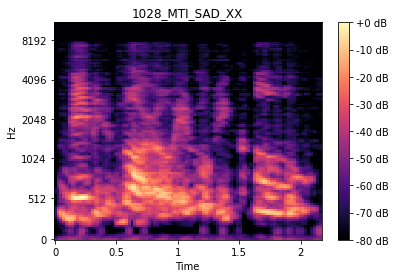 1028_MTI_SAD_XX
+0 dB
8192
-10 dB
4096
-20 dB
-30 dB
2048
Hz
-40 dB
1024
-50 dB
512
-60 dB
-70 dB
0
-80 dB
0 0.5 1 1.5 2
Time